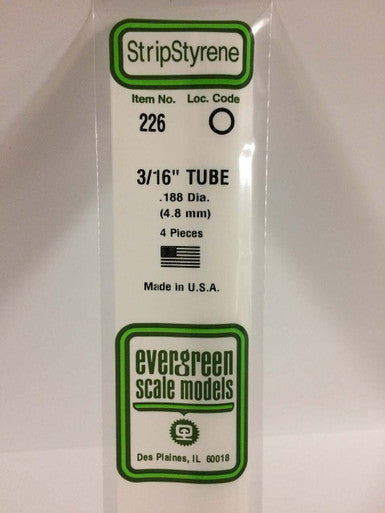 StripStyrene
Item No. Loc. Code
226
3/16" TUBE
.188 Dia.
(4.8 mm)
4 Pieces
Made in U.S.A.
evergreen
scale models
Des Plaines, IL 60018